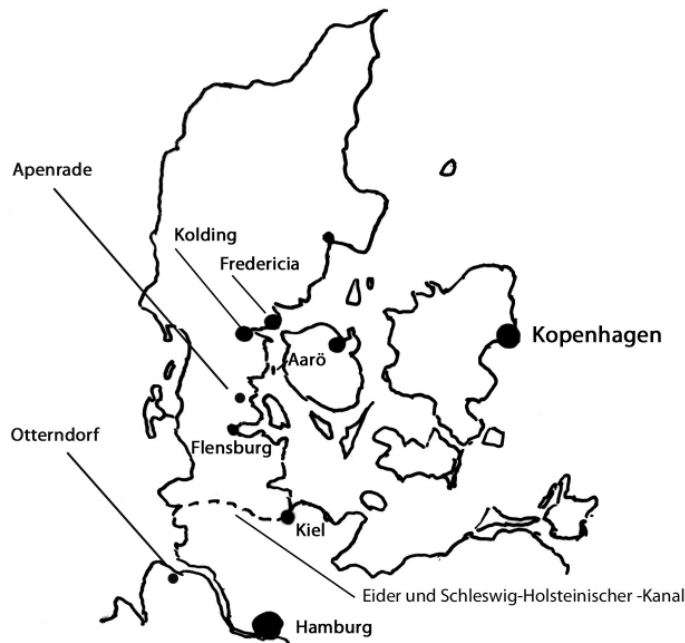 Apenrade
Kolding
Fredericia
Kopenhagen
Aarö
Otterndorf
Flensburg
Kiel
Eider und Schleswig-Holsteinischer -Kanal
Hamburg